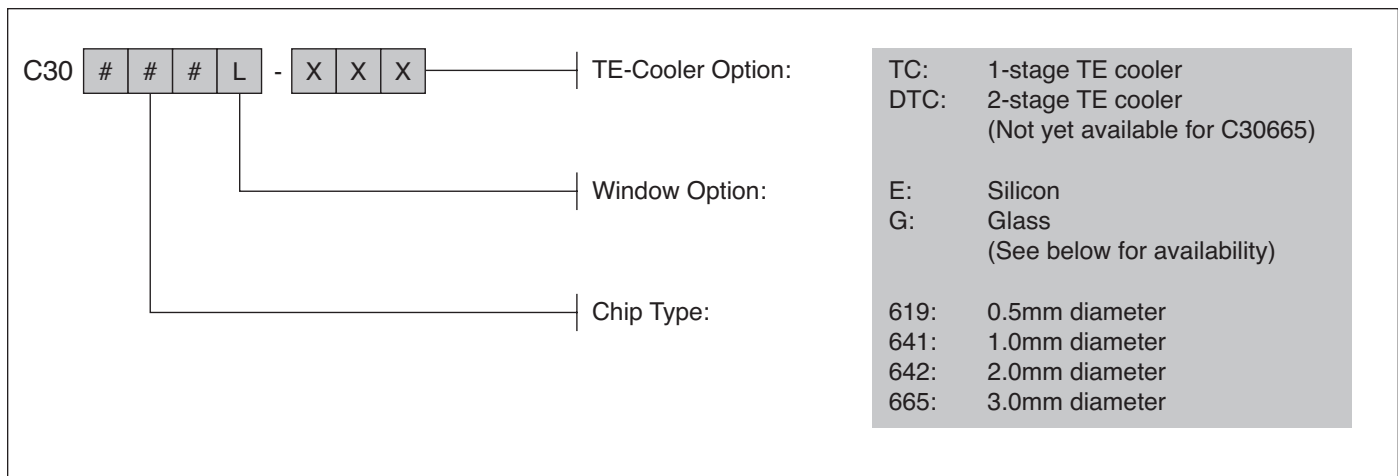 C30 # # # L - X X X TE-Cooler Option: TC: 1-stage TE cooler
DTC: 2-stage TE cooler
(Not yet available for C30665)
Window Option: E: Silicon
G: Glass
(See below for availability)
Chip Type: 619: 0.5mm diameter
641: 1.0mm diameter
642: 2.0mm diameter
665: 3.0mm diameter